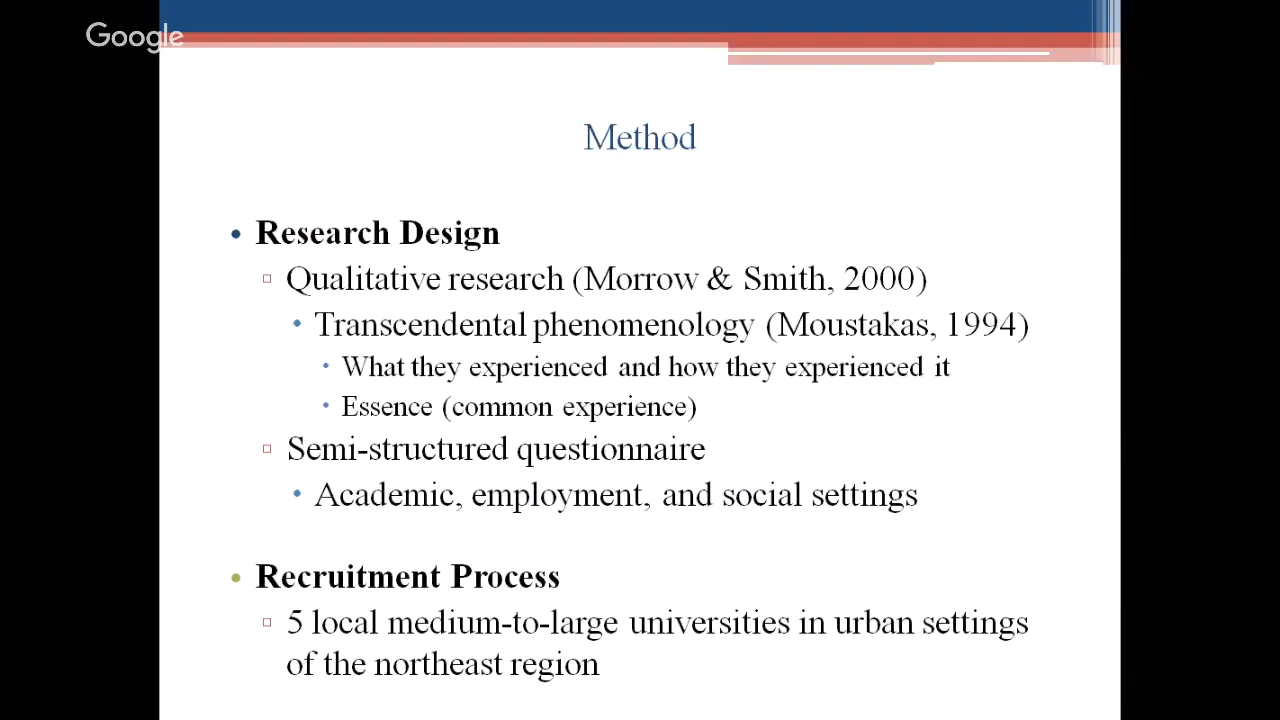 Google
Method
• Research Design
▫ Qualitative research (Morrow & Smith, 2000)
• Transcendental phenomenology (Moustakas, 1994)
• What they experienced and how they experienced it
• Essence (common experience)
▫ Semi-structured questionnaire
• Academic, employment, and social settings
• Recruitment Process
▫ 5 local medium-to-large universities in urban settings
of the northeast region